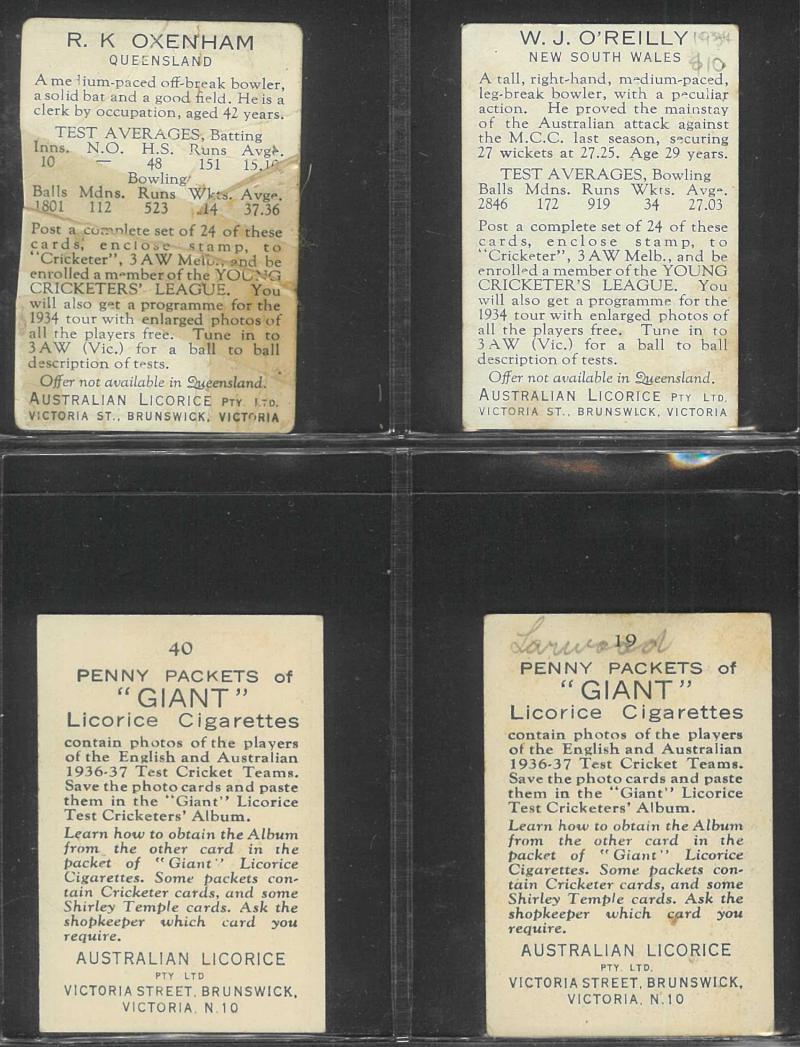 R. K OXENHAM
QUEENSLAND
A medium-paced off-break bowler,
a solid bat and a good field. He is a
clerk by occupation, aged 42 years.
TEST AVERAGES, Batting
Inns. N.O. H.S. Runs Avge.
10 — 48 151 15.10
Bowling
Balls Mdns. Runs Wkts. Avge.
1801 112 523 14 37.36
Post a complete set of 24 of these
cards, enclose stamp, to
"Cricketer", 3 AW Melb., and be
enrolled a member of the YOUNG
CRICKETERS' LEAGUE. You
will also get a programme for the
1934 tour with enlarged photos of
all the players free. Tune in to
3 AW (Vic.) for a ball to ball
description of tests.
Offer not available in Queensland.
AUSTRALIAN LICORICE PTY. LTD.
VICTORIA ST., BRUNSWICK, VICTORIA
W. J. O'REILLY 1934
NEW SOUTH WALES $10
A tall, right-hand, medium-paced,
leg-break bowler, with a peculiar
action. He proved the mainstay
of the Australian attack against
the M.C.C. last season, securing
27 wickets at 27.25. Age 29 years.
TEST AVERAGES, Bowling
Balls Mdns. Runs Wkts. Avge.
2846 172 919 34 27.03
Post a complete set of 24 of these
cards, enclose stamp, to
"Cricketer", 3 AW Melb., and be
enrolled a member of the YOUNG
CRICKETER'S LEAGUE. You
will also get a programme for the
1934 tour with enlarged photos of
all the players free. Tune in to
3 AW (Vic.) for a ball to ball
description of tests.
Offer not available in Queensland.
AUSTRALIAN LICORICE PTY. LTD.
VICTORIA ST., BRUNSWICK, VICTORIA
40
PENNY PACKETS of
"GIANT"
Licorice Cigarettes
contain photos of the players
of the English and Australian
1936-37 Test Cricket Teams.
Save the photo cards and paste
them in the "Giant" Licorice
Test Cricketers' Album.
Learn how to obtain the Album
from the other card in the
packet of "Giant" Licorice
Cigarettes. Some packets con-
tain Cricketer cards, and some
Shirley Temple cards. Ask the
shopkeeper which card you
require.
AUSTRALIAN LICORICE
PTY LTD
VICTORIA STREET, BRUNSWICK,
VICTORIA, N.10
Larwood
19
PENNY PACKETS of
"GIANT"
Licorice Cigarettes
contain photos of the players
of the English and Australian
1936-37 Test Cricket Teams.
Save the photo cards and paste
them in the "Giant" Licorice
Test Cricketers' Album.
Learn how to obtain the Album
from the other card in the
packet of "Giant" Licorice
Cigarettes. Some packets con-
tain Cricketer cards, and some
Shirley Temple cards. Ask the
shopkeeper which card you
require.
AUSTRALIAN LICORICE
PTY. LTD.
VICTORIA STREET, BRUNSWICK,
VICTORIA, N.10